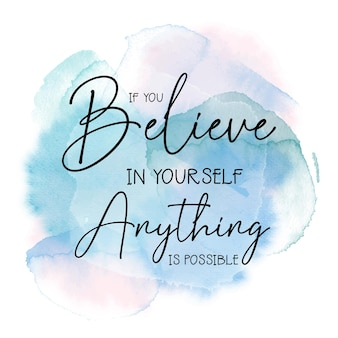 IF YOU
Believe
IN YOURSELF
Anything
IS POSSIBLE